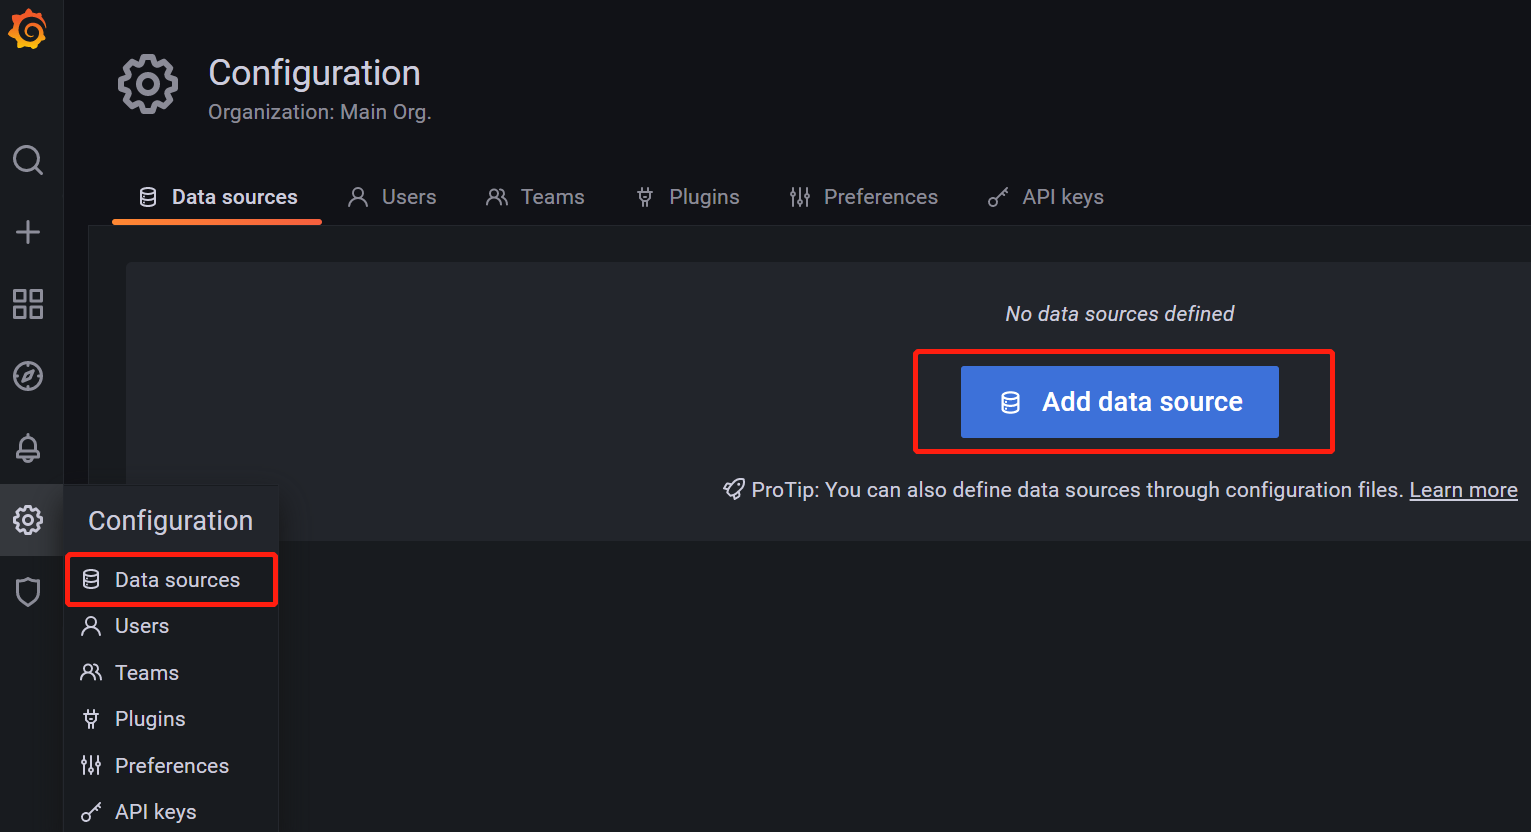 Configuration
Organization: Main Org.
Data sources Users Teams Plugins Preferences API keys
No data sources defined
Add data source
ProTip: You can also define data sources through configuration files. Learn more
Configuration
Data sources
Users
Teams
Plugins
Preferences
API keys